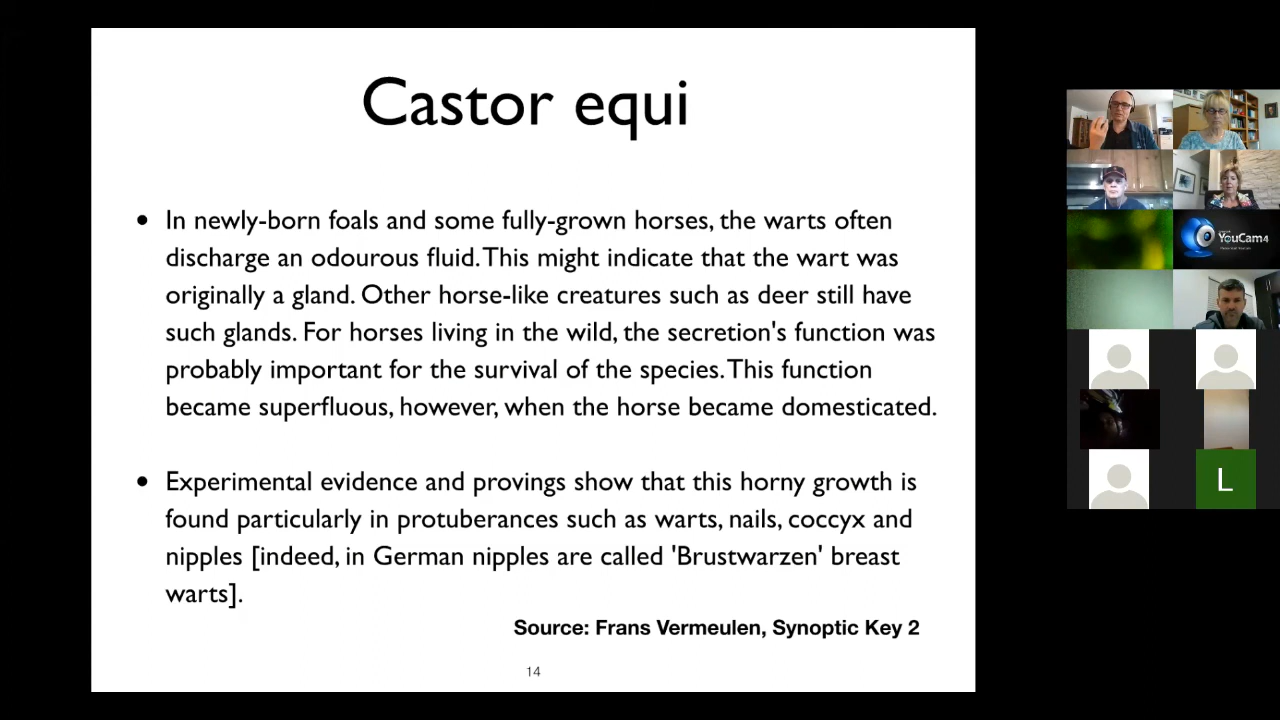 Castor equi
• In newly-born foals and some fully-grown horses, the warts often
discharge an odourous fluid. This might indicate that the wart was
originally a gland. Other horse-like creatures such as deer still have
such glands. For horses living in the wild, the secretion's function was
probably important for the survival of the species. This function
became superfluous, however, when the horse became domesticated.
• Experimental evidence and provings show that this horny growth is
found particularly in protuberances such as warts, nails, coccyx and
nipples [indeed, in German nipples are called 'Brustwarzen' breast
warts].
Source: Frans Vermeulen, Synoptic Key 2
14
YouCam4
L